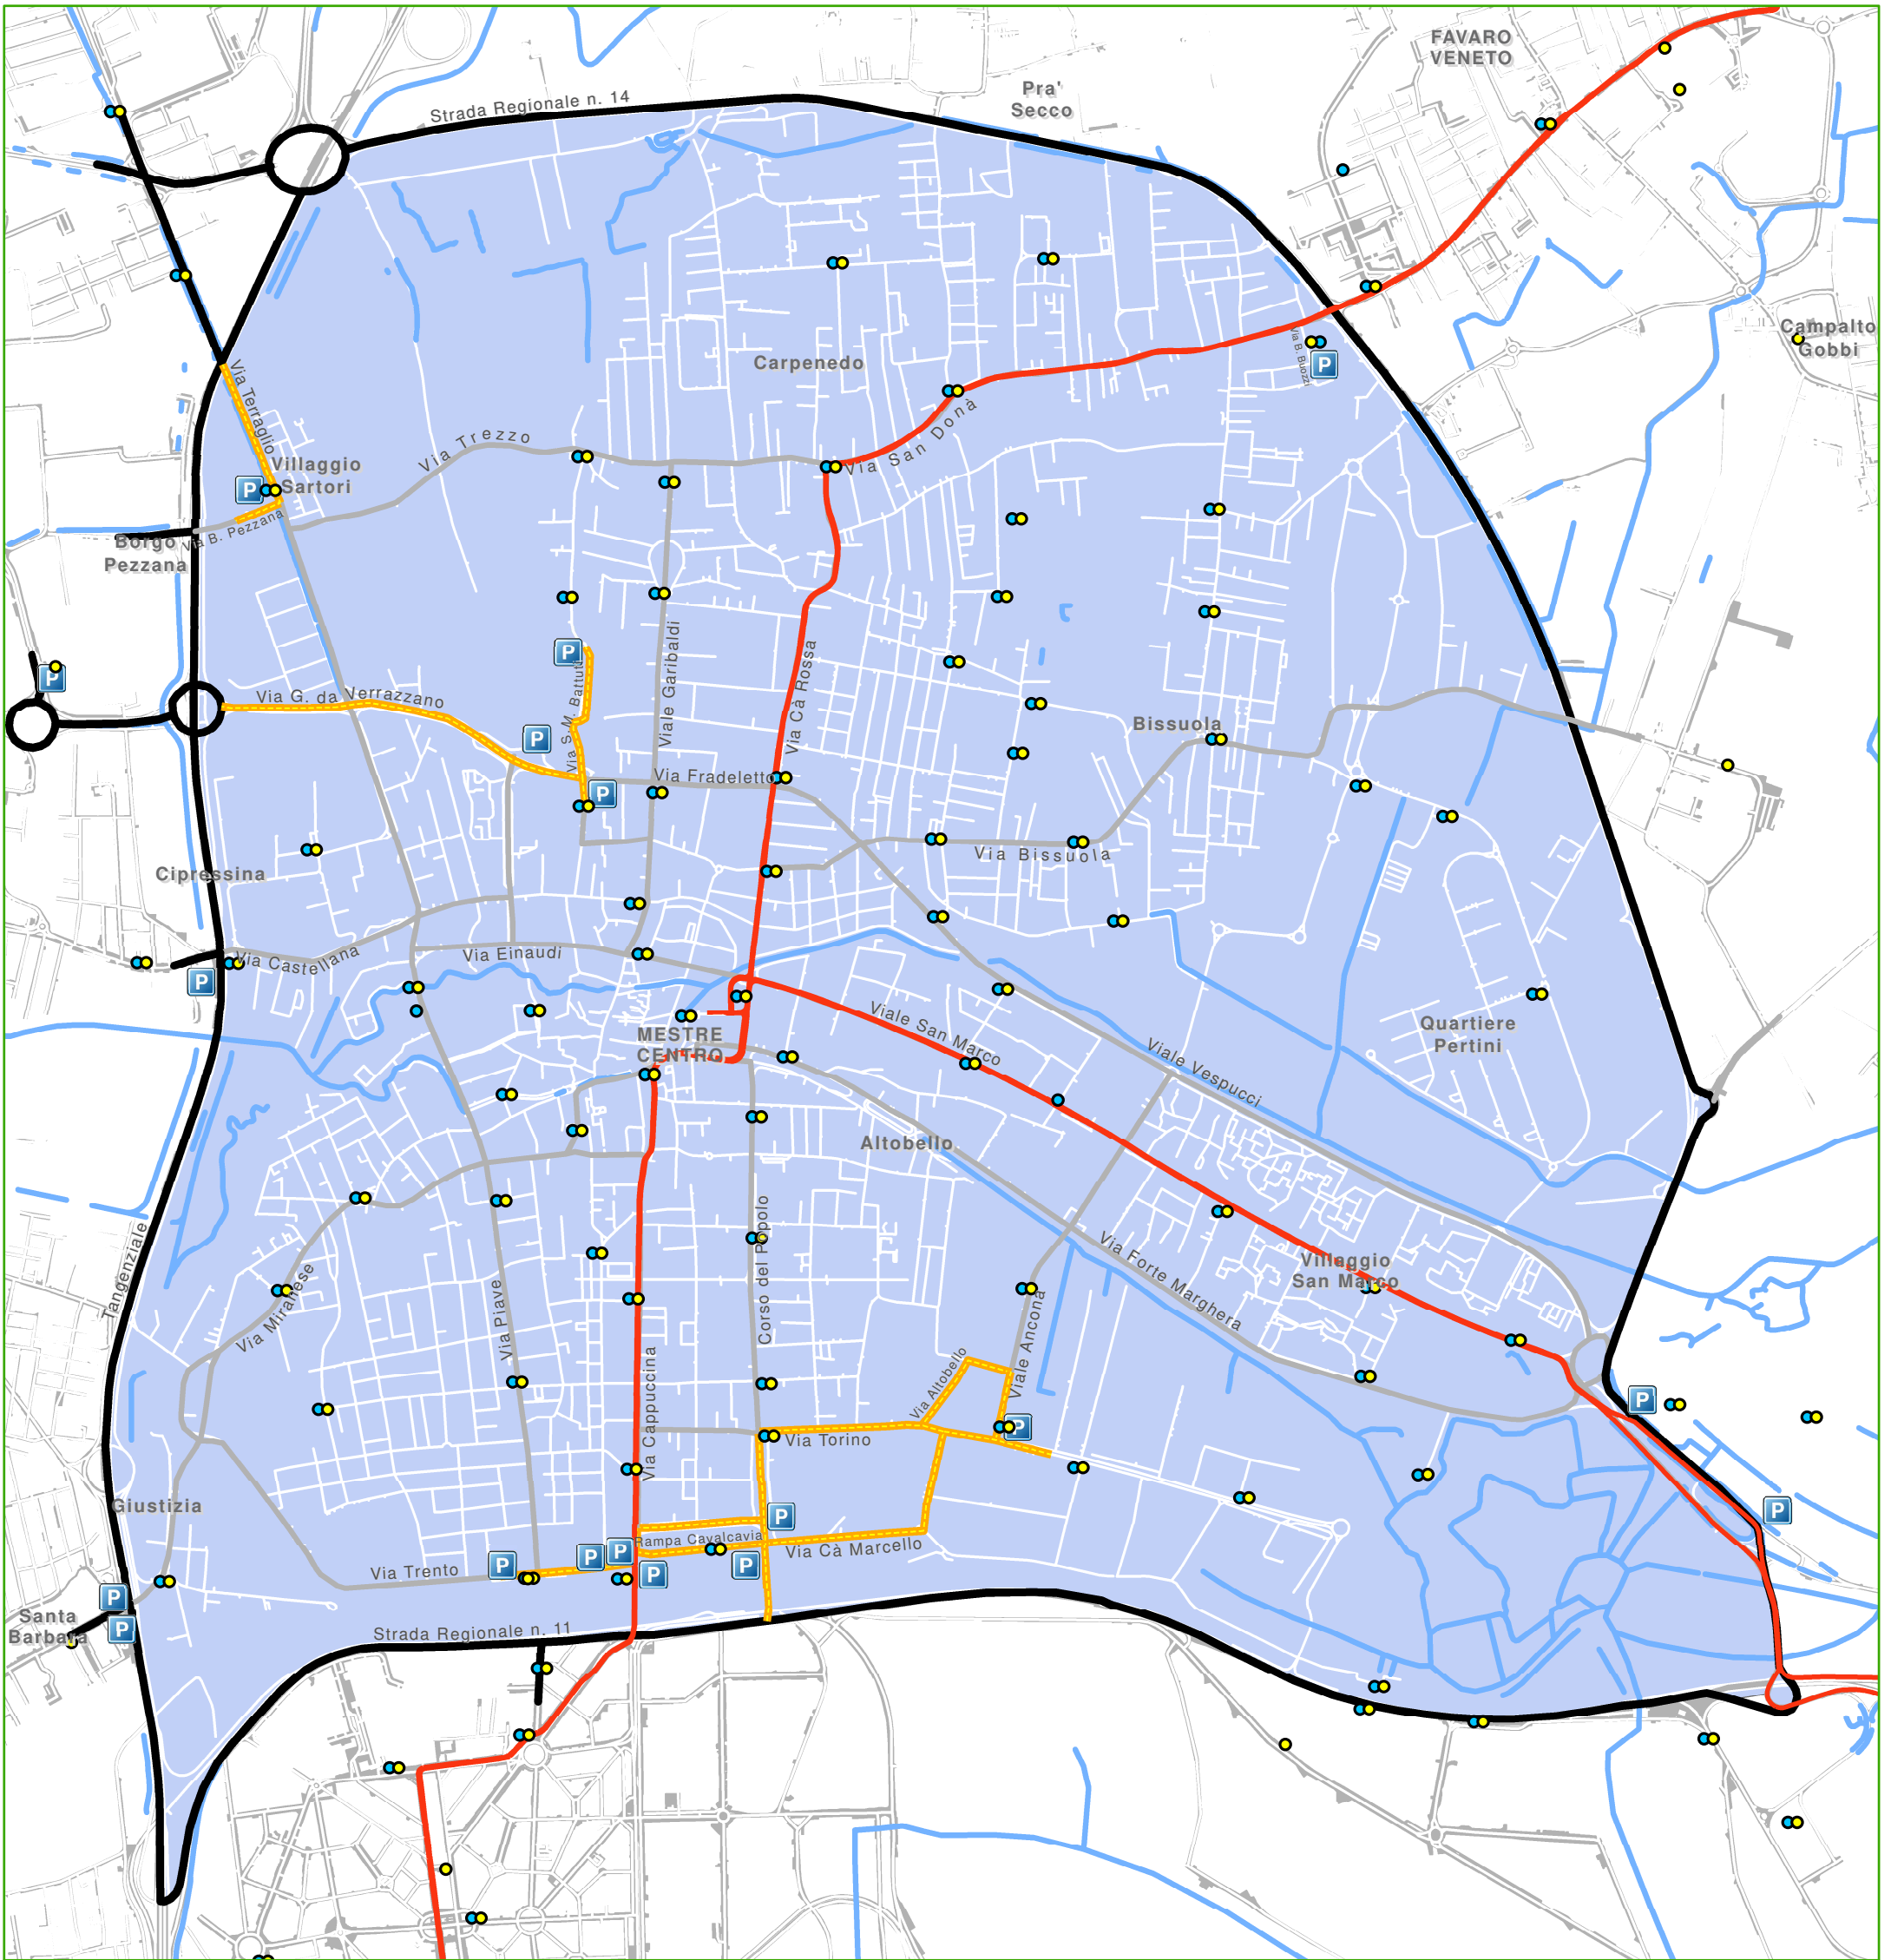 FAVARO
VENETO
Pra'
Secco
Strada Regionale n. 14
Campalto
Gobbi
Via B. Buozzi
P
Carpenedo
Via Terraglio
Via Trezzo
Via San Donà
Villaggio
Sartori
P
Via B. Pezzana
Borgo
Pezzana
P
P
Via Garibaldi
Viale Garibaldi
Via Cà Rossa
Via G. da Verrazzano
Via S. M. Battuti
P
Bissuola
Via Fradeletto
P
Via Bissuola
Cipressina
Via Castellana
Via Einaudi
P
Viale San Marco
MESTRE
CENTRO
Quartiere
Pertini
Viale Vespucci
Altobello
Tangenziale
Corso del Popolo
Via Forte Marghera
Villaggio
San Marco
Via Miranese
Via Piave
Viale Ancona
Via Altobello
Via Cappuccina
P
P
Via Torino
Giustizia
P
P
Rampa Cavalcavia
Via Cà Marcello
P
P
P
P
P
Via Trento
P
Santa
Barbara
P
Strada Regionale n. 11